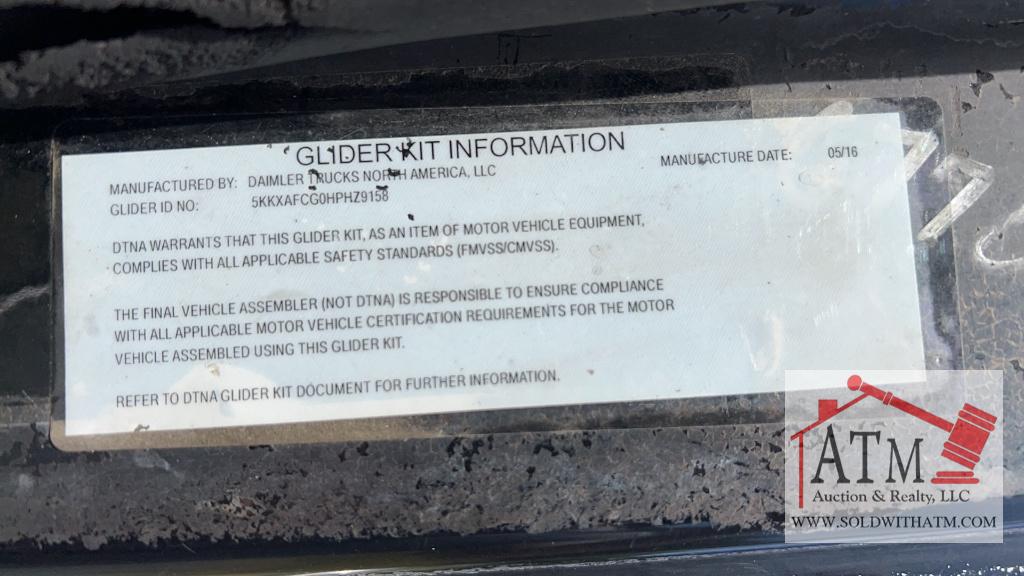 GLIDER KIT INFORMATION
MANUFACTURED BY: DAIMLER TRUCKS NORTH AMERICA, LLC
MANUFACTURE DATE: 05/16
GLIDER ID NO: 5KKXAFCG0HPHZ9158
DTNA WARRANTS THAT THIS GLIDER KIT, AS AN ITEM OF MOTOR VEHICLE EQUIPMENT,
COMPLIES WITH ALL APPLICABLE SAFETY STANDARDS (FMVSS/CMVSS).
THE FINAL VEHICLE ASSEMBLER (NOT DTNA) IS RESPONSIBLE TO ENSURE COMPLIANCE
WITH ALL APPLICABLE MOTOR VEHICLE CERTIFICATION REQUIREMENTS FOR THE MOTOR
VEHICLE ASSEMBLED USING THIS GLIDER KIT.
REFER TO DTNA GLIDER KIT DOCUMENT FOR FURTHER INFORMATION.
ATM
Auction & Realty, LLC
WWW.SOLDWITHATM.COM